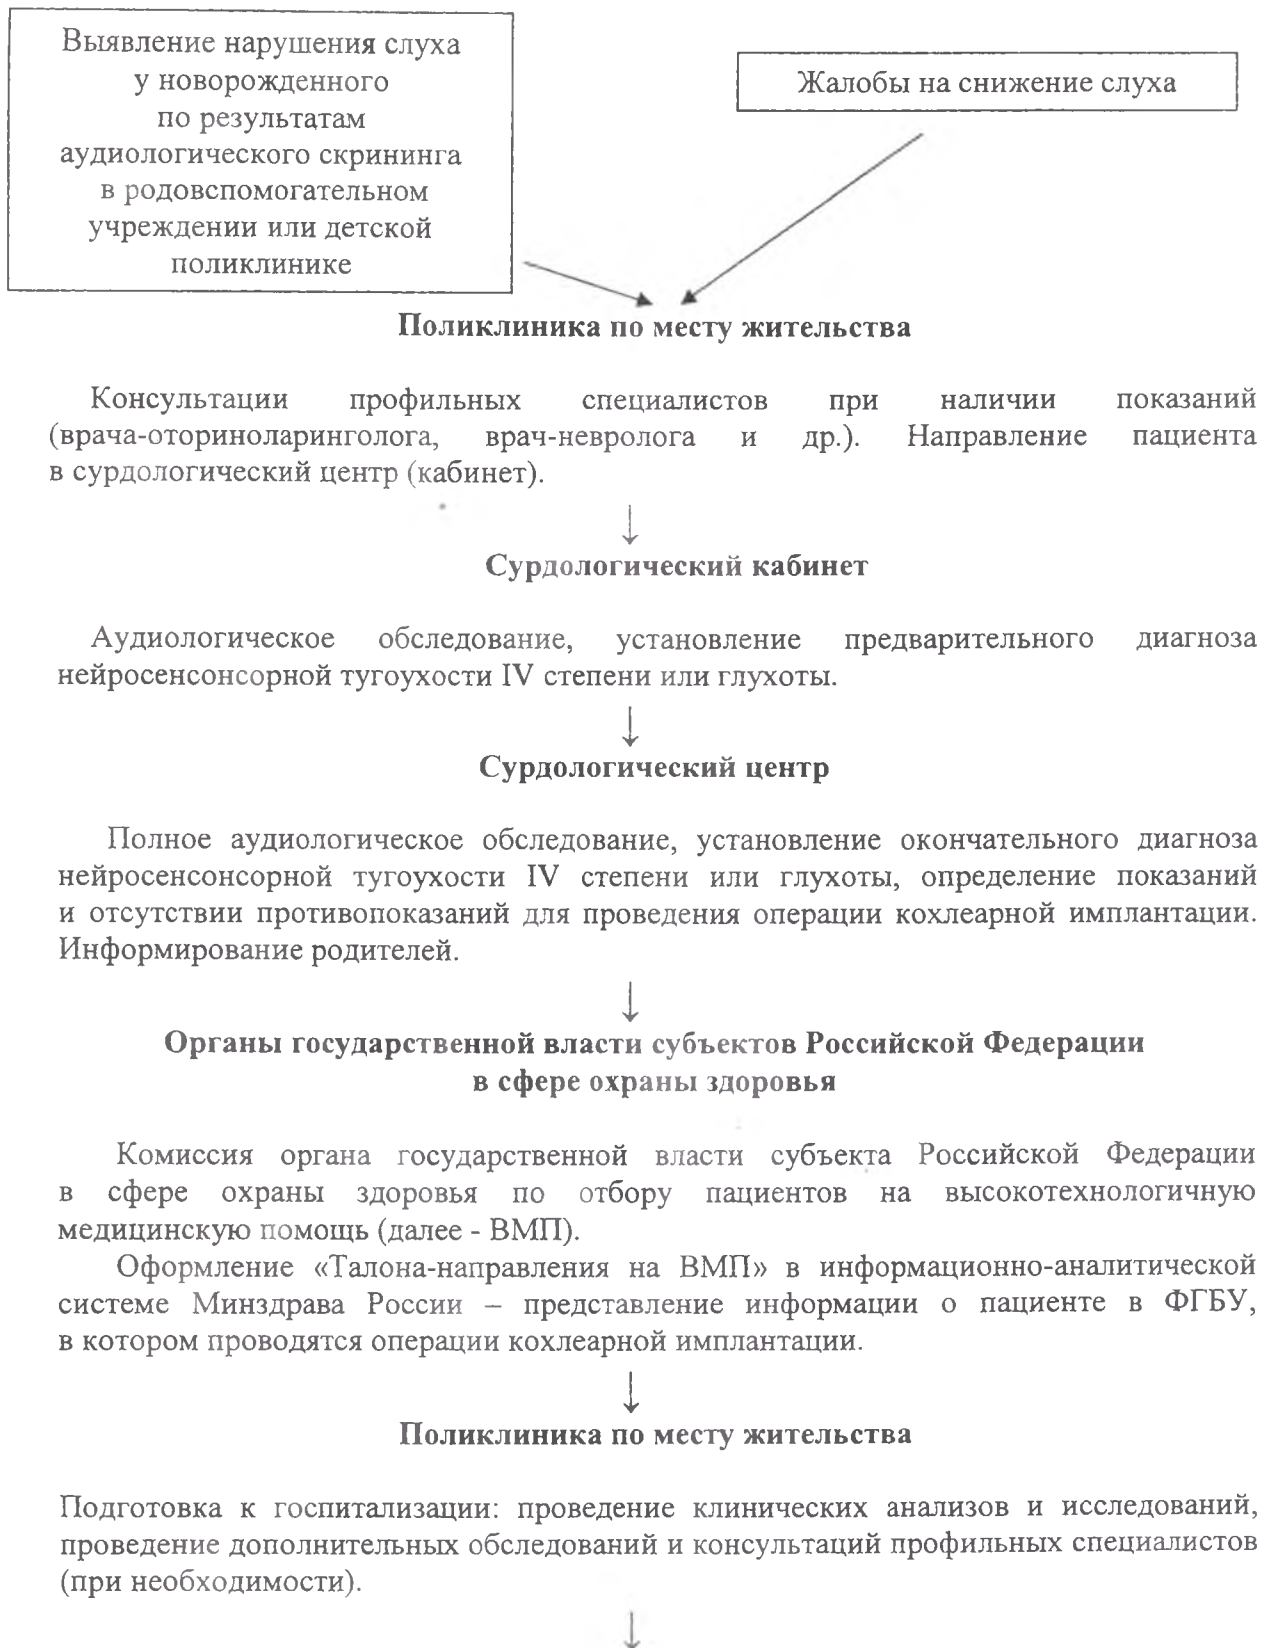 Выявление нарушения слуха
у новорожденного
по результатам
аудиологического скрининга
в родовспомогательном
учреждении или детской
поликлинике
Жалобы на снижение слуха
Поликлиника по месту жительства
Консультации профильных специалистов при наличии показаний
(врача-оториноларинголога, врач-невролога и др.). Направление пациента
в сурдологический центр (кабинет).
↓
Сурдологический кабинет
Аудиологическое обследование, установление предварительного диагноза
нейросенсонсорной тугоухости IV степени или глухоты.
↓
Сурдологический центр
Полное аудиологическое обследование, установление окончательного диагноза
нейросенсонсорной тугоухости IV степени или глухоты, определение показаний
и отсутствии противопоказаний для проведения операции кохлеарной имплантации.
Информирование родителей.
↓
Органы государственной власти субъектов Российской Федерации
в сфере охраны здоровья
Комиссия органа государственной власти субъекта Российской Федерации
в сфере охраны здоровья по отбору пациентов на высокотехнологичную
медицинскую помощь (далее - ВМП).
Оформление «Талона-направления на ВМП» в информационно-аналитической
системе Минздрава России – представление информации о пациенте в ФГБУ,
в котором проводятся операции кохлеарной имплантации.
↓
Поликлиника по месту жительства
Подготовка к госпитализации: проведение клинических анализов и исследований,
проведение дополнительных обследований и консультаций профильных специалистов
(при необходимости).
↓